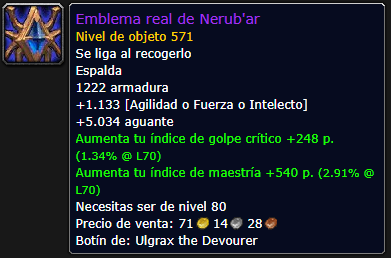 Emblema real de Nerub'ar
Nivel de objeto 571
Se liga al recogerlo
Espalda
1222 armadura
+1.133 [Agilidad o Fuerza o Intelecto]
+5.034 aguante
Aumenta tu índice de golpe crítico +248 p.
(1.34% @ L70)
Aumenta tu índice de maestría +540 p. (2.91% @
L70)
Necesitas ser de nivel 80
Precio de venta: 71 14 28
Botín de: Ulgrax the Devourer